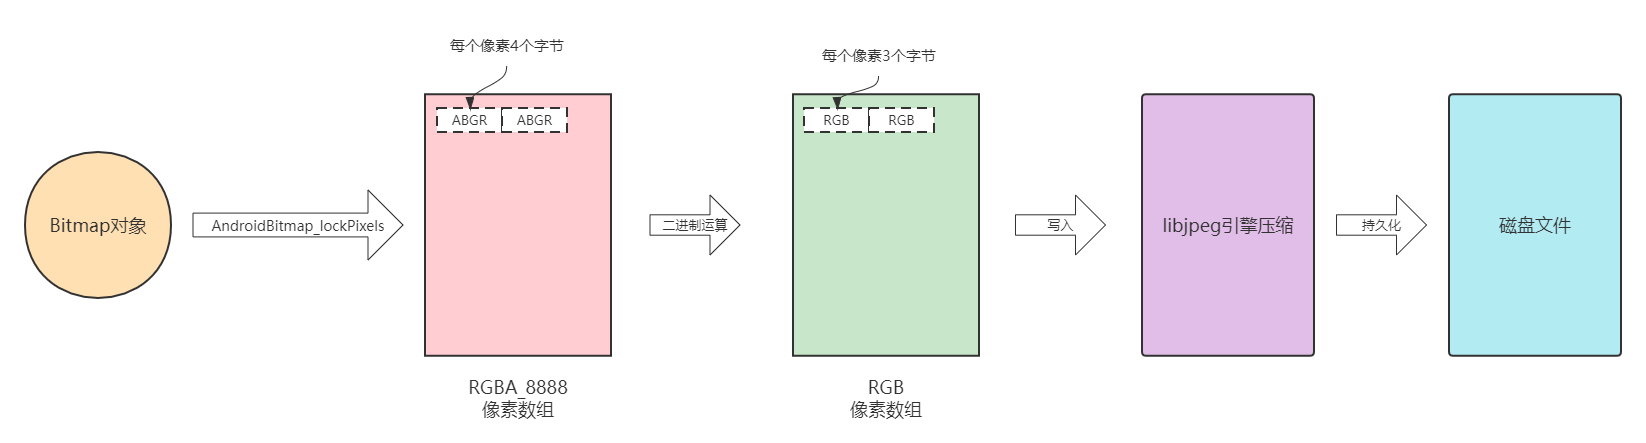 每个像素4个字节
每个像素3个字节
ABGR
ABGR
RGB
RGB
Bitmap对象
AndroidBitmap_lockPixels
二进制运算
写入
libjpeg引擎压缩
持久化
磁盘文件
RGBA_8888
像素数组
RGB
像素数组